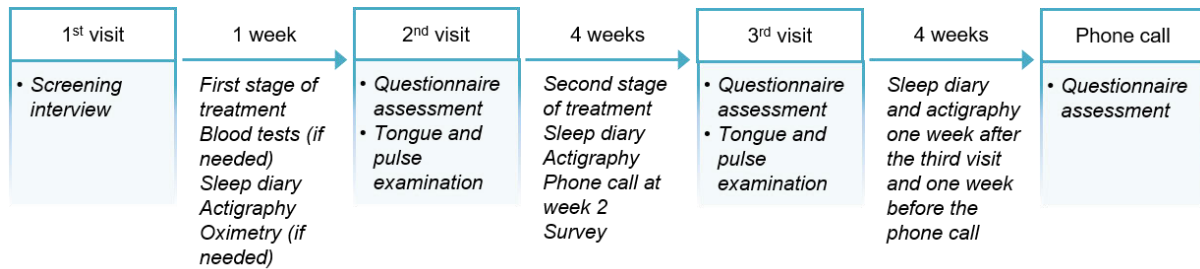 1st visit
• Screening
interview
1 week
First stage of
treatment
Blood tests (if
needed)
Sleep diary
Actigraphy
Oximetry (if
needed)
2nd visit
• Questionnaire
assessment
• Tongue and
pulse
examination
4 weeks
Second stage
of treatment
Sleep diary
Actigraphy
Phone call at
week 2
Survey
3rd visit
• Questionnaire
assessment
• Tongue and
pulse
examination
4 weeks
Sleep diary
and actigraphy
one week after
the third visit
and one week
before the
phone call
Phone call
• Questionnaire
assessment